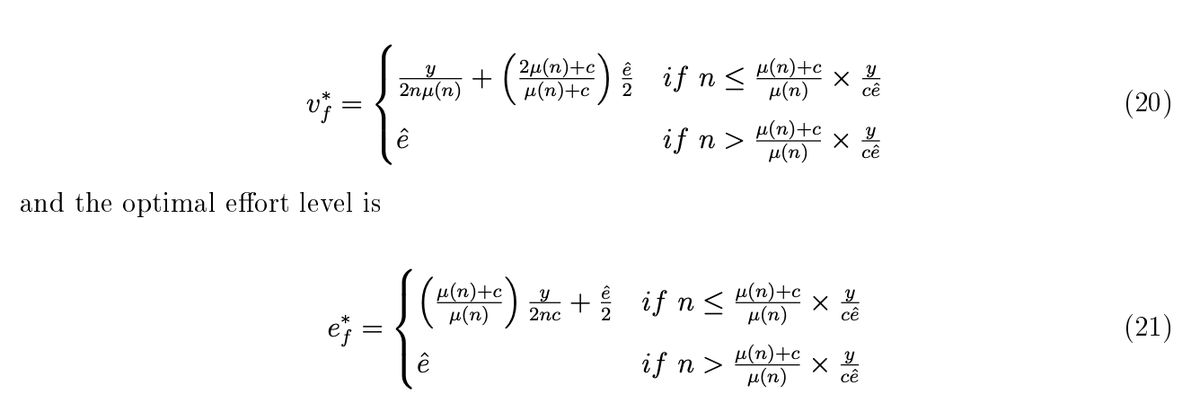 v_f^* = { y/(2nμ(n)) + ((2μ(n)+c)/(μ(n)+c)) ê/2   if n ≤ (μ(n)+c)/μ(n) × y/(cê)
ê   if n > (μ(n)+c)/μ(n) × y/(cê)
(20)
and the optimal effort level is
e_f^* = { ((μ(n)+c)/μ(n)) y/(2nc) + ê/2   if n ≤ (μ(n)+c)/μ(n) × y/(cê)
ê   if n > (μ(n)+c)/μ(n) × y/(cê)
(21)